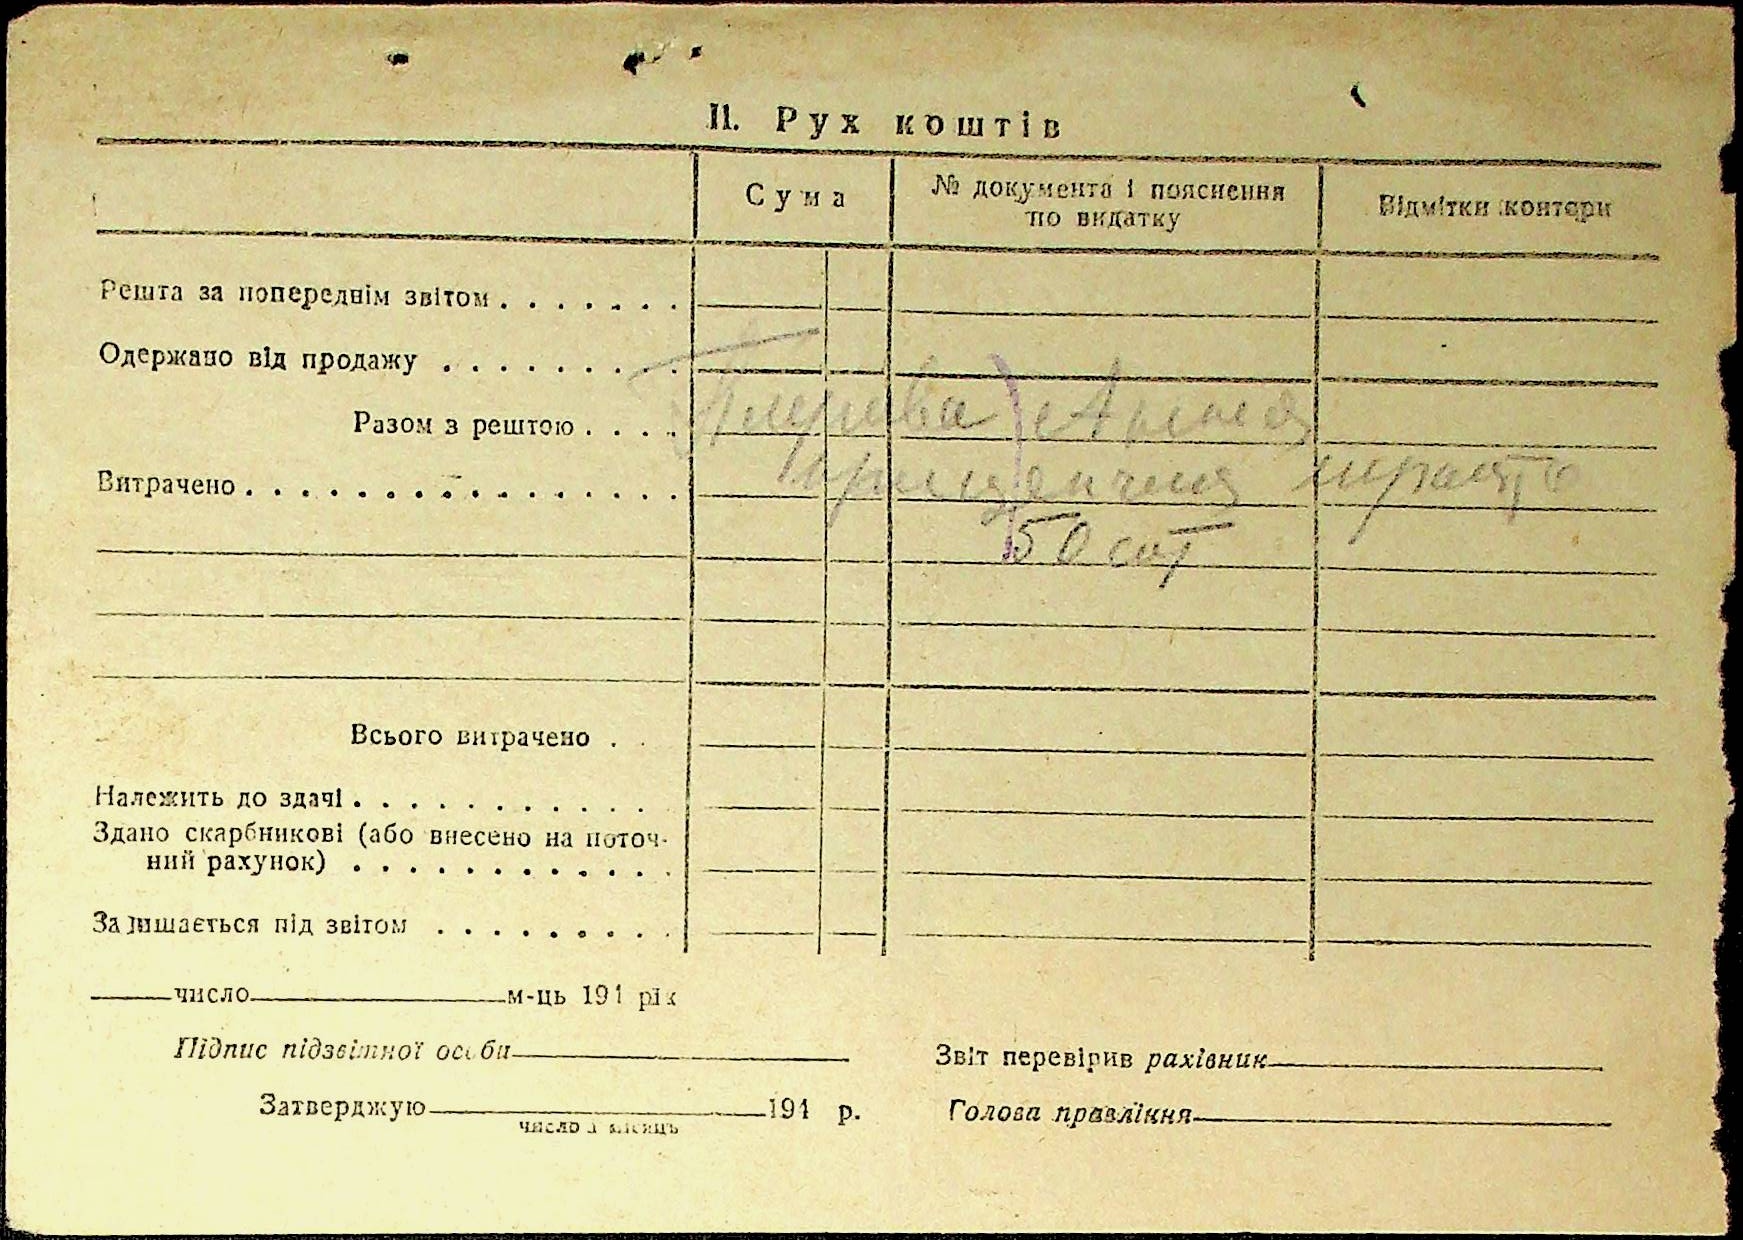 II. Рух коштів
Сума
№ документа і пояснення
по видатку
Відмітки контори
Решта за попереднім звітом . . . . . . .
Одержано від продажу . . . . . . . . .
Разом з рештою . . . .
Витрачено . . . . . . . . . . . . . . . .
50
Всього витрачено . .
Належить до здачі . . . . . . . . . . .
Здано скарбникові (або внесено на поточ-
ний рахунок) . . . . . . . . . . . .
Залишається під звітом . . . . . . . . .
число м-ць 191 рік
Підпис підзвітної особи
Звіт перевірив рахівник
Затверджую 191 р.
число і місяць
Голова правління